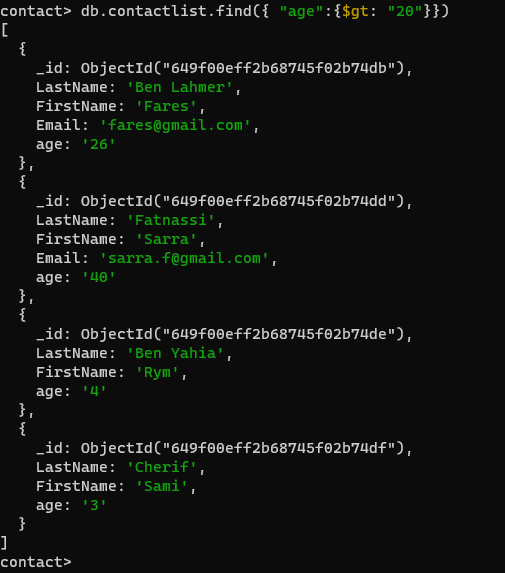 contact> db.contactlist.find({ "age":{$gt: "20"}})
[
  {
    _id: ObjectId("649f00eff2b68745f02b74db"),
    LastName: 'Ben Lahmer',
    FirstName: 'Fares',
    Email: 'fares@gmail.com',
    age: '26'
  },
  {
    _id: ObjectId("649f00eff2b68745f02b74dd"),
    LastName: 'Fatnassi',
    FirstName: 'Sarra',
    Email: 'sarra.f@gmail.com',
    age: '40'
  },
  {
    _id: ObjectId("649f00eff2b68745f02b74de"),
    LastName: 'Ben Yahia',
    FirstName: 'Rym',
    age: '4'
  },
  {
    _id: ObjectId("649f00eff2b68745f02b74df"),
    LastName: 'Cherif',
    FirstName: 'Sami',
    age: '3'
  }
]
contact>